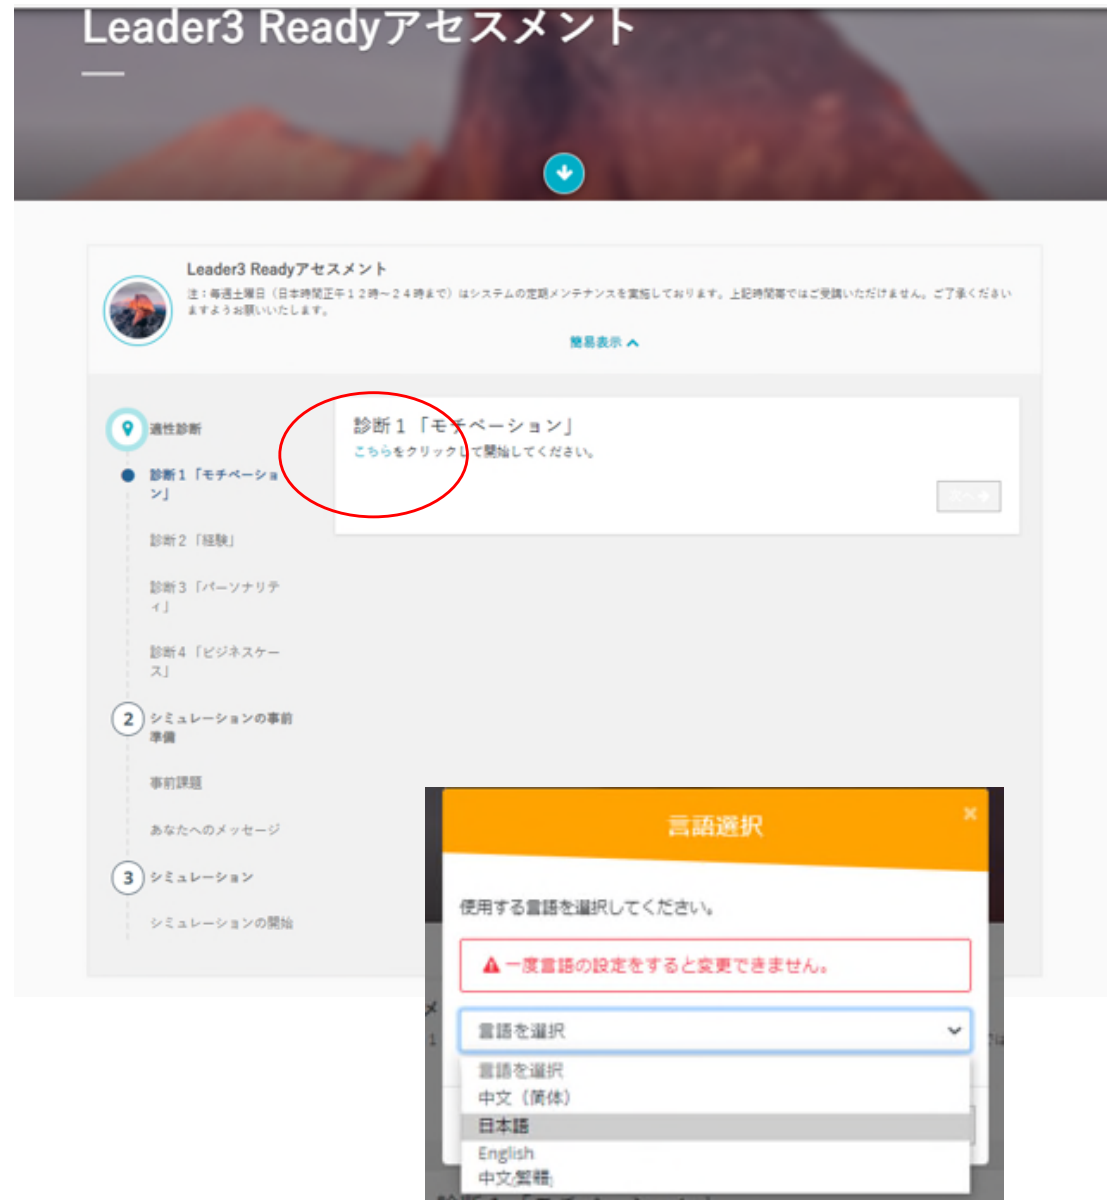 Leader3 Readyアセスメント
Leader3 Readyアセスメント
注：毎週土曜日（日本時間正午１２時～２４時まで）はシステムの定期メンテナンスを実施しております。上記時間帯ではご受講いただけません。ご了承ください
ますようお願いいたします。
簡易表示
適性診断
診断１「モチベーショ
ン」
診断２「経験」
診断３「パーソナリテ
ィ」
診断４「ビジネスケー
ス」
2 シミュレーションの事前
準備
事前課題
あなたへのメッセージ
3 シミュレーション
シミュレーションの開始
診断１「モチベーション」
こちらをクリックして開始してください。
次へ
言語選択
×
使用する言語を選択してください。
一度言語の設定をすると変更できません。
言語を選択
言語を選択
中文（简体）
日本語
English
中文(繁體)